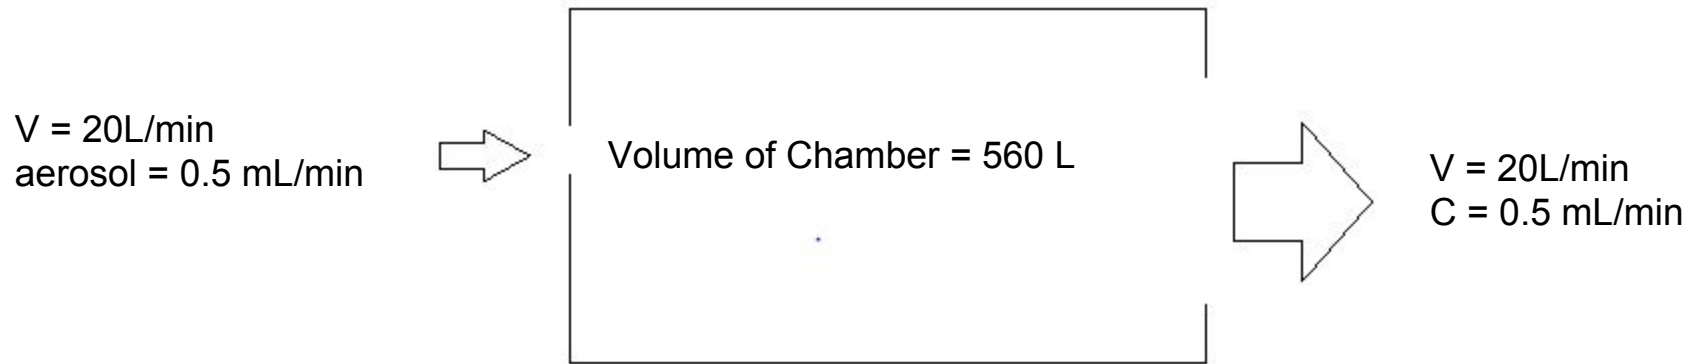 V = 20L/min
aerosol = 0.5 mL/min
Volume of Chamber = 560 L
V = 20L/min
C = 0.5 mL/min